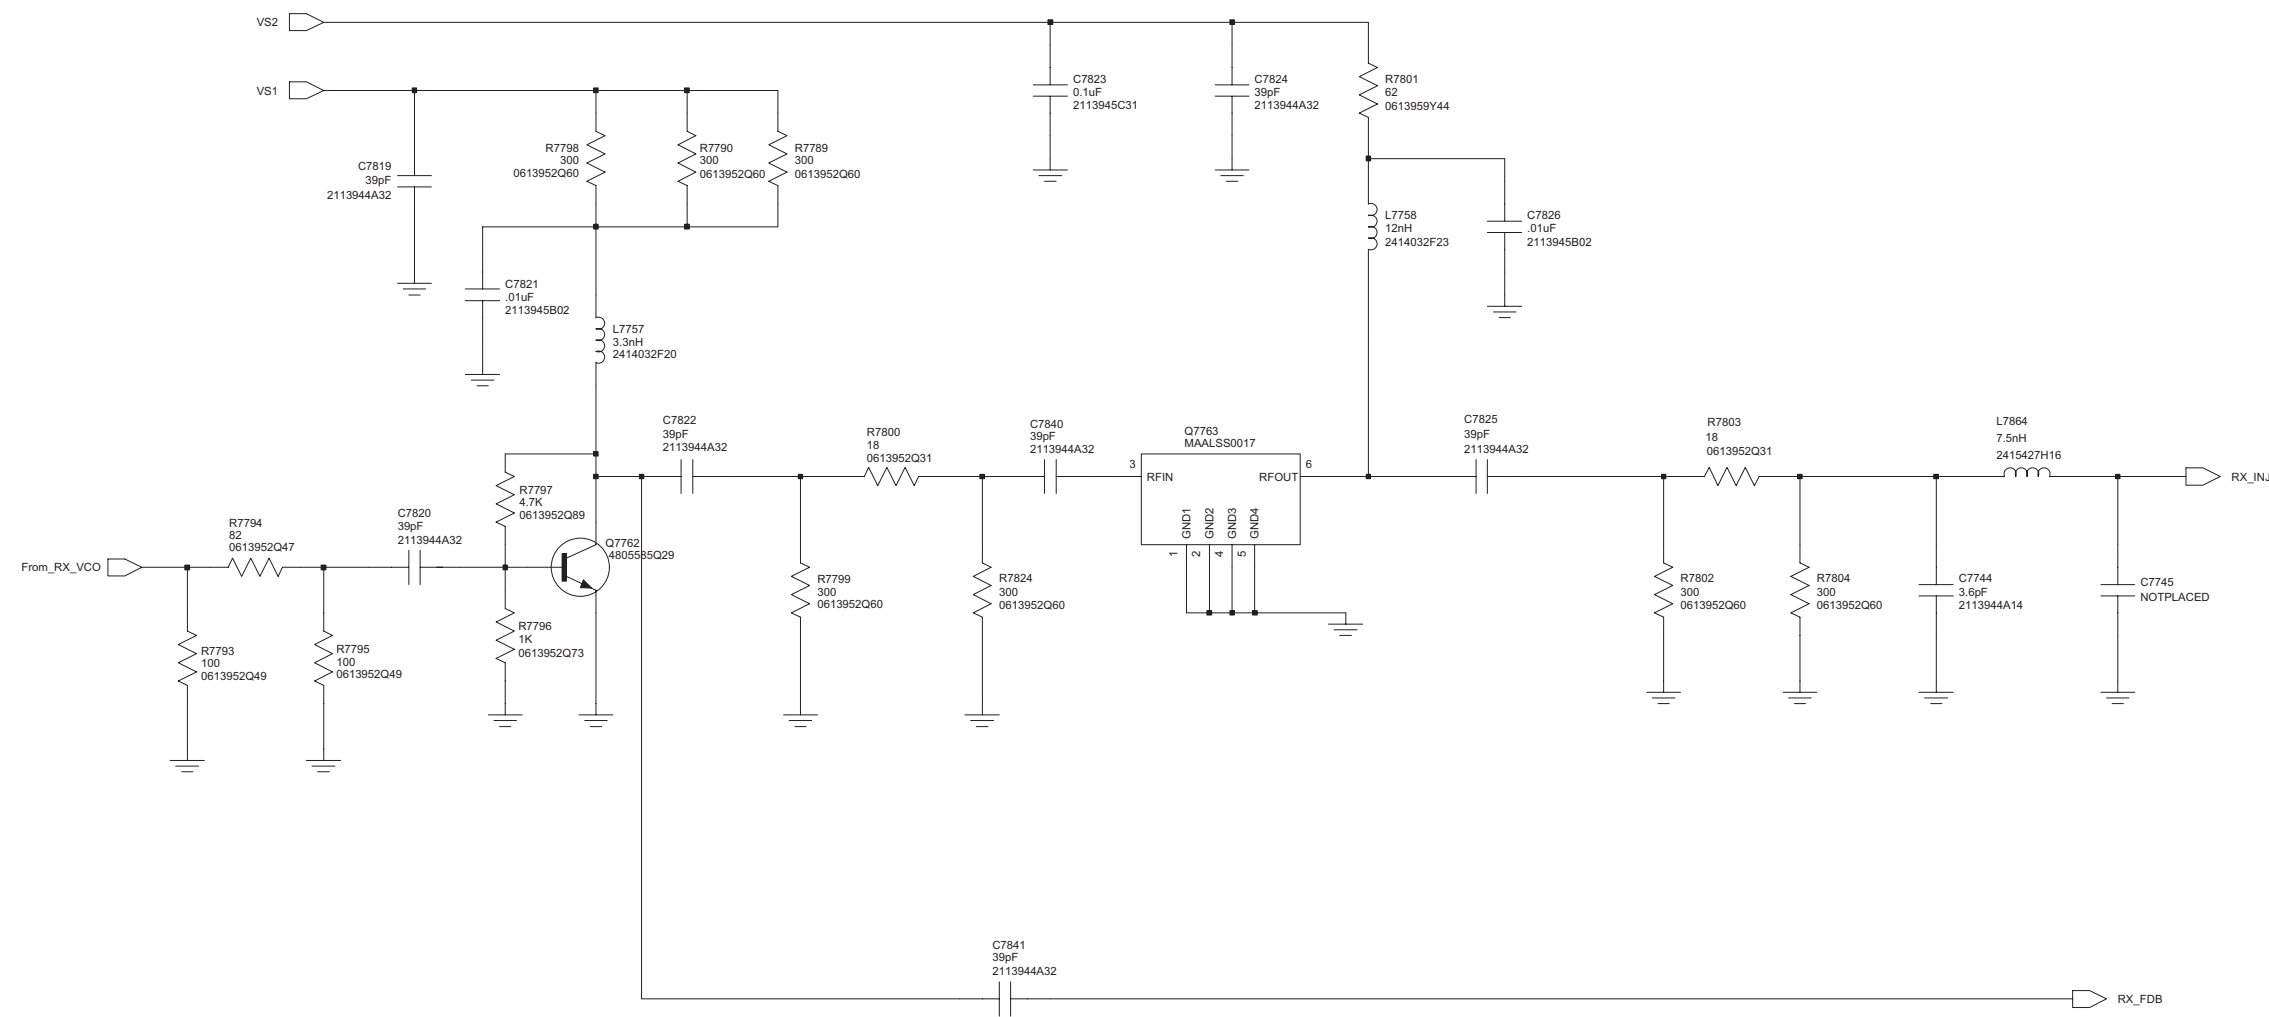 VS2
VS1
C7823
0.1uF
2113945C31
C7824
39pF
2113944A32
R7801
62
0613959Y44
C7819
39pF
2113944A32
R7798
300
0613952Q60
R7790
300
0613952Q60
R7789
300
0613952Q60
L7758
12nH
2414032F23
C7826
.01uF
2113945B02
C7821
.01uF
2113945B02
L7757
3.3nH
2414032F20
C7822
39pF
2113944A32
R7800
18
0613952Q31
C7840
39pF
2113944A32
Q7763
MAALSS0017
3
RFIN
RFOUT
6
GND1
GND2
GND3
GND4
1
2
4
5
C7825
39pF
2113944A32
R7803
18
0613952Q31
L7864
7.5nH
2415427H16
RX_INJ
R7797
4.7K
0613952Q89
From_RX_VCO
R7794
82
0613952Q47
C7820
39pF
2113944A32
Q7762
4805585Q29
R7793
100
0613952Q49
R7795
100
0613952Q49
R7796
1K
0613952Q73
R7799
300
0613952Q60
R7824
300
0613952Q60
R7802
300
0613952Q60
R7804
300
0613952Q60
C7744
3.6pF
2113944A14
C7745
NOTPLACED
C7841
39pF
2113944A32
RX_FDB